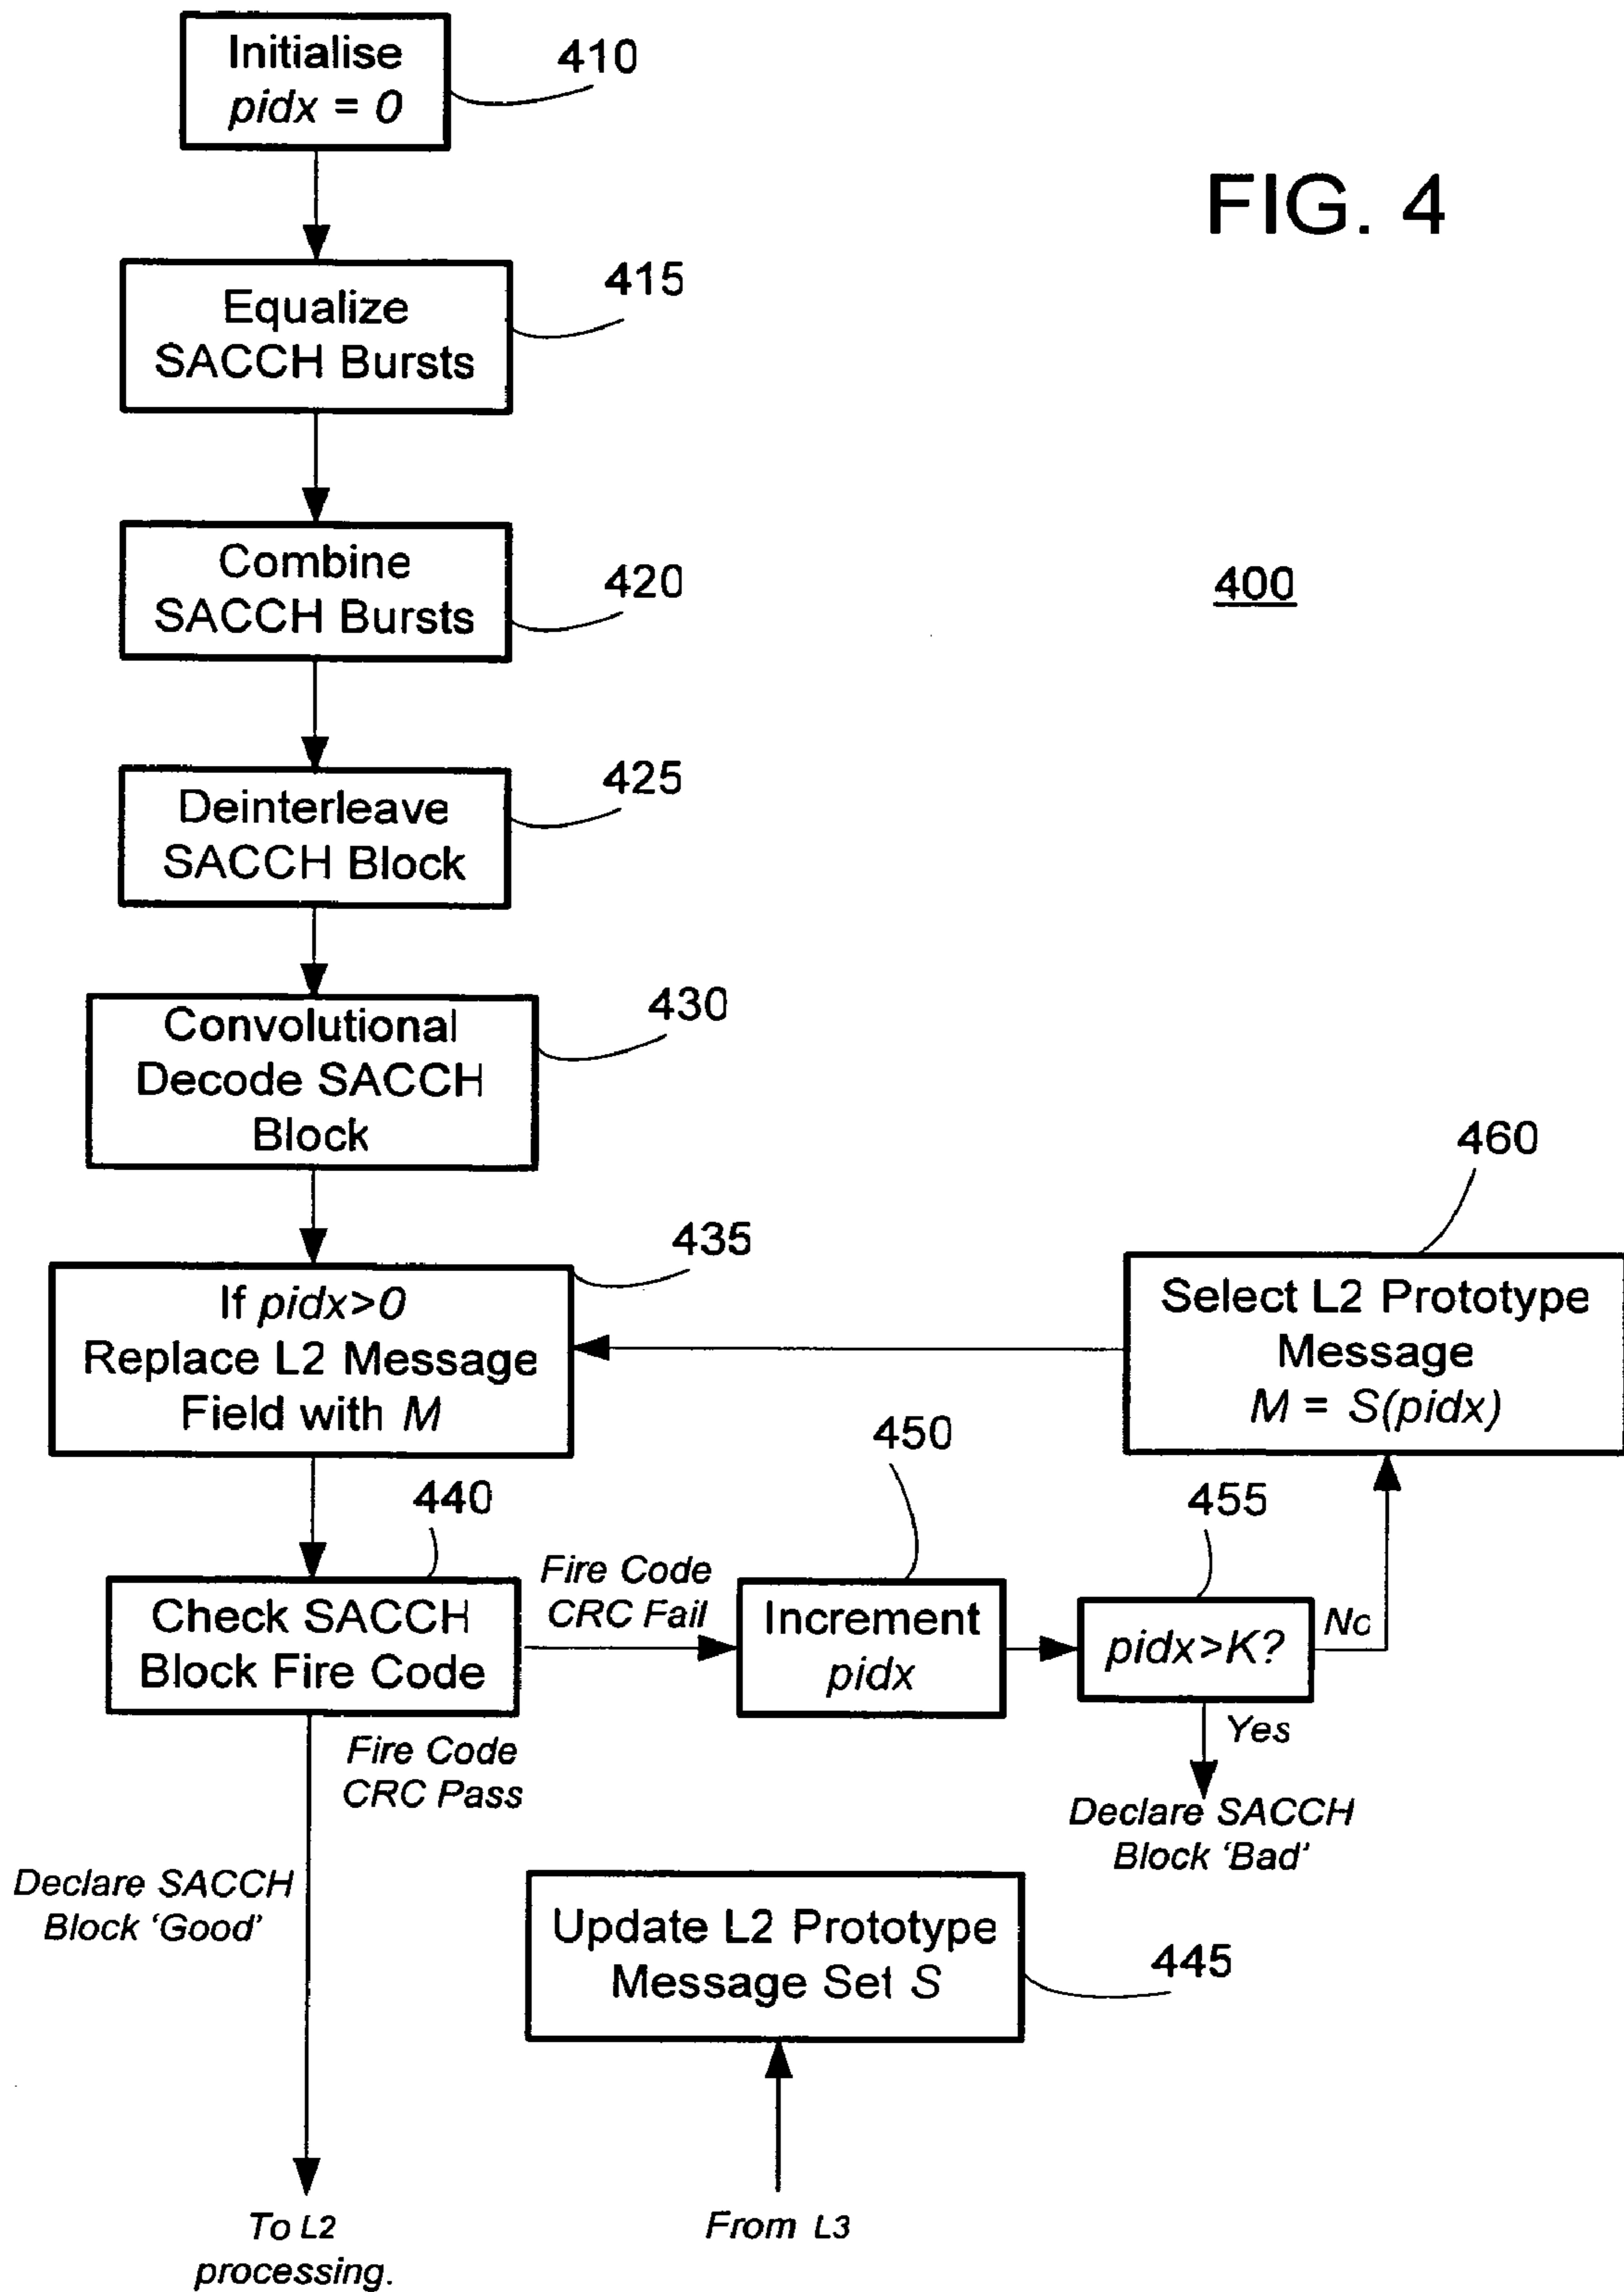 Initialise
pidx = 0
410
FIG. 4
Equalize
SACCH Bursts
415
Combine
SACCH Bursts
420
400
Deinterleave
SACCH Block
425
Convolutional
Decode SACCH
Block
430
If pidx>0
Replace L2 Message
Field with M
435
Select L2 Prototype
Message
M = S(pidx)
460
Check SACCH
Block Fire Code
440
Fire Code
CRC Fail
Increment
pidx
450
pidx>K?
455
No
Yes
Declare SACCH
Block ‘Bad’
Fire Code
CRC Pass
Declare SACCH
Block ‘Good’
Update L2 Prototype
Message Set S
445
To L2
processing.
From L3